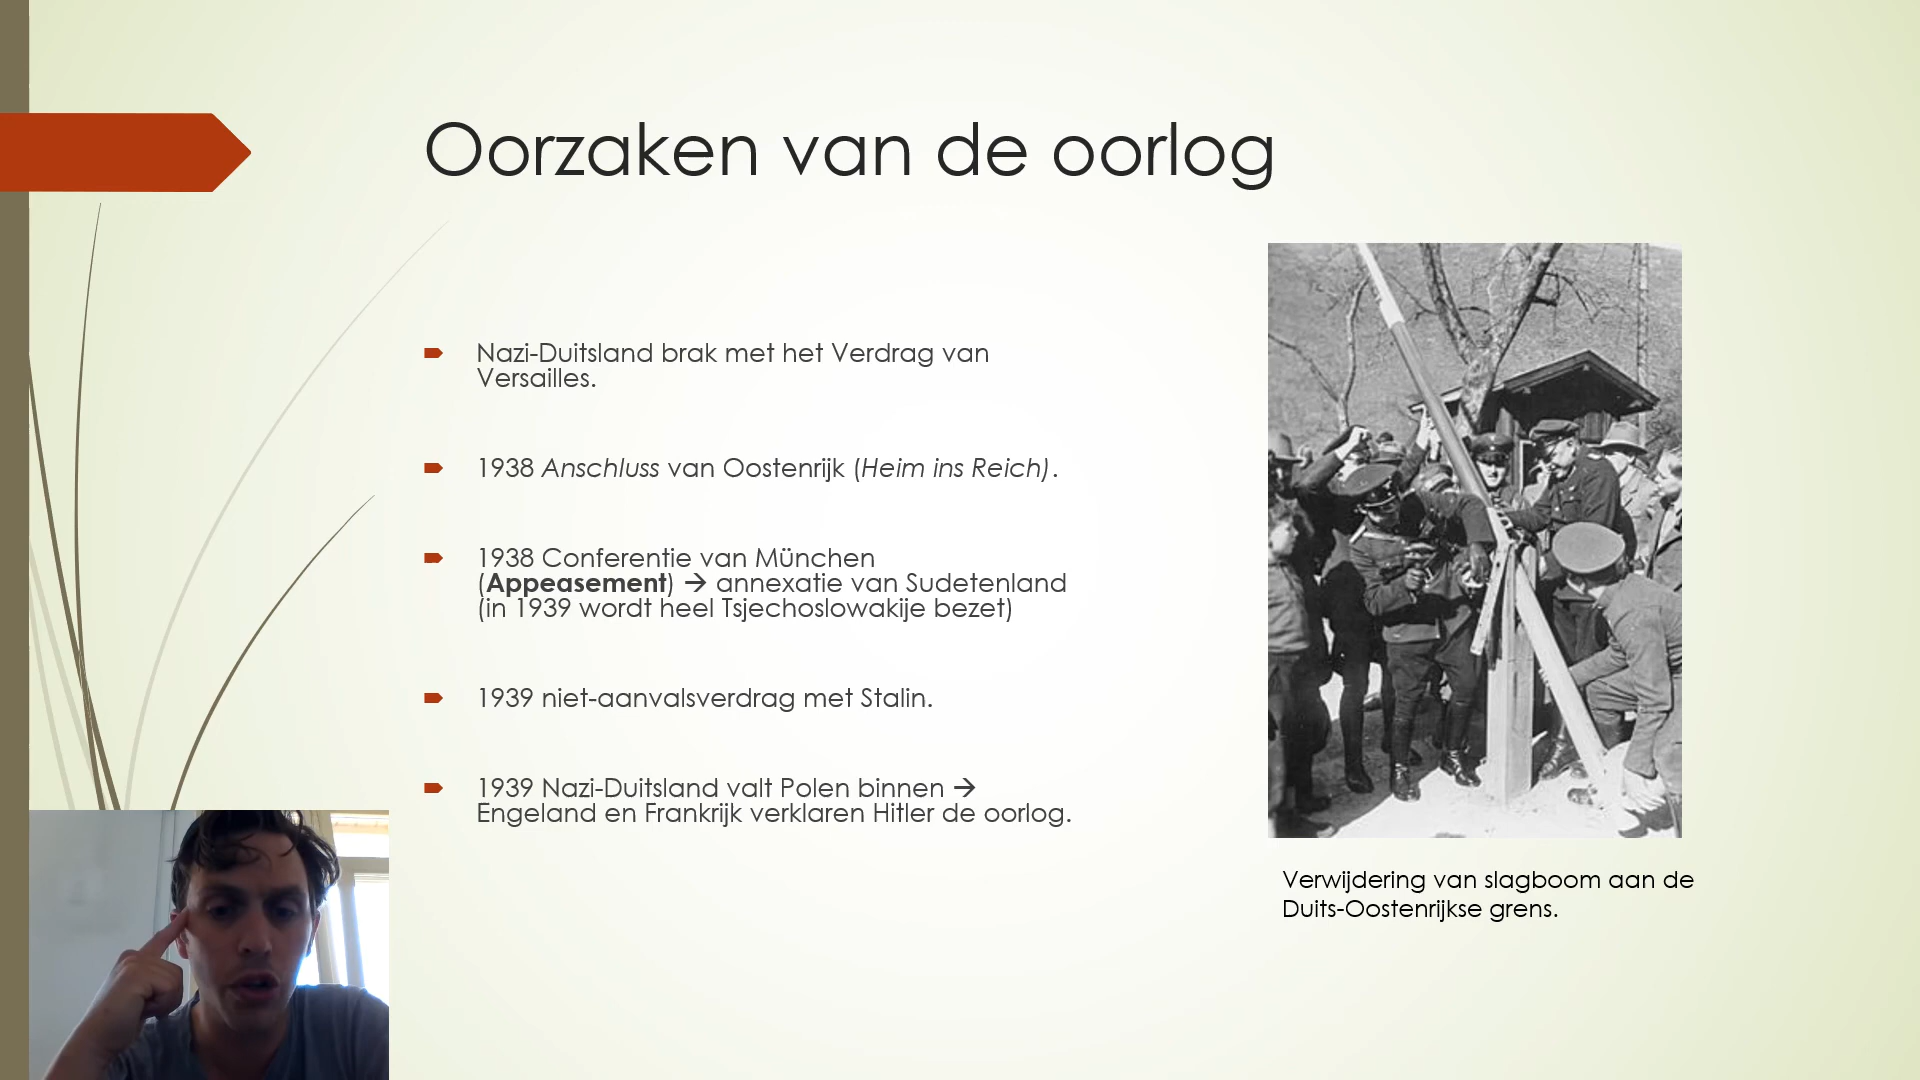 Oorzaken van de oorlog
Nazi-Duitsland brak met het Verdrag van
Versailles.
1938 Anschluss van Oostenrijk (Heim ins Reich).
1938 Conferentie van München
(Appeasement) → annexatie van Sudetenland
(in 1939 wordt heel Tsjechoslowakije bezet)
1939 niet-aanvalsverdrag met Stalin.
1939 Nazi-Duitsland valt Polen binnen →
Engeland en Frankrijk verklaren Hitler de oorlog.
Verwijdering van slagboom aan de
Duits-Oostenrijkse grens.